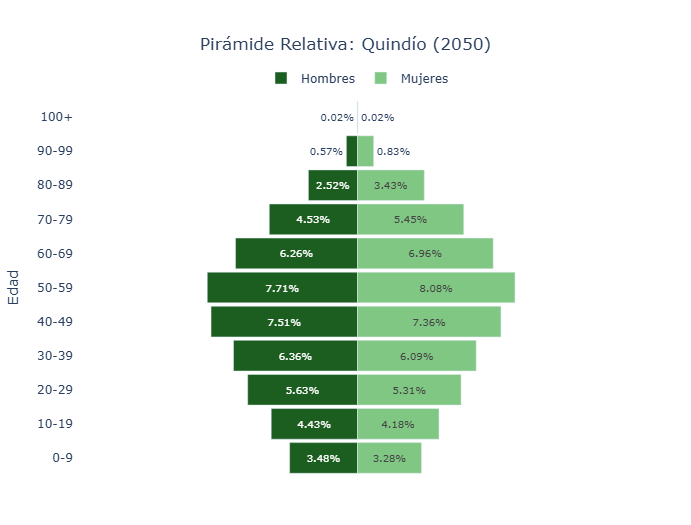 Pirámide Relativa: Quindío (2050)
Hombres Mujeres
Edad
100+ 0.02% 0.02%
90-99 0.57% 0.83%
80-89 2.52% 3.43%
70-79 4.53% 5.45%
60-69 6.26% 6.96%
50-59 7.71% 8.08%
40-49 7.51% 7.36%
30-39 6.36% 6.09%
20-29 5.63% 5.31%
10-19 4.43% 4.18%
0-9 3.48% 3.28%